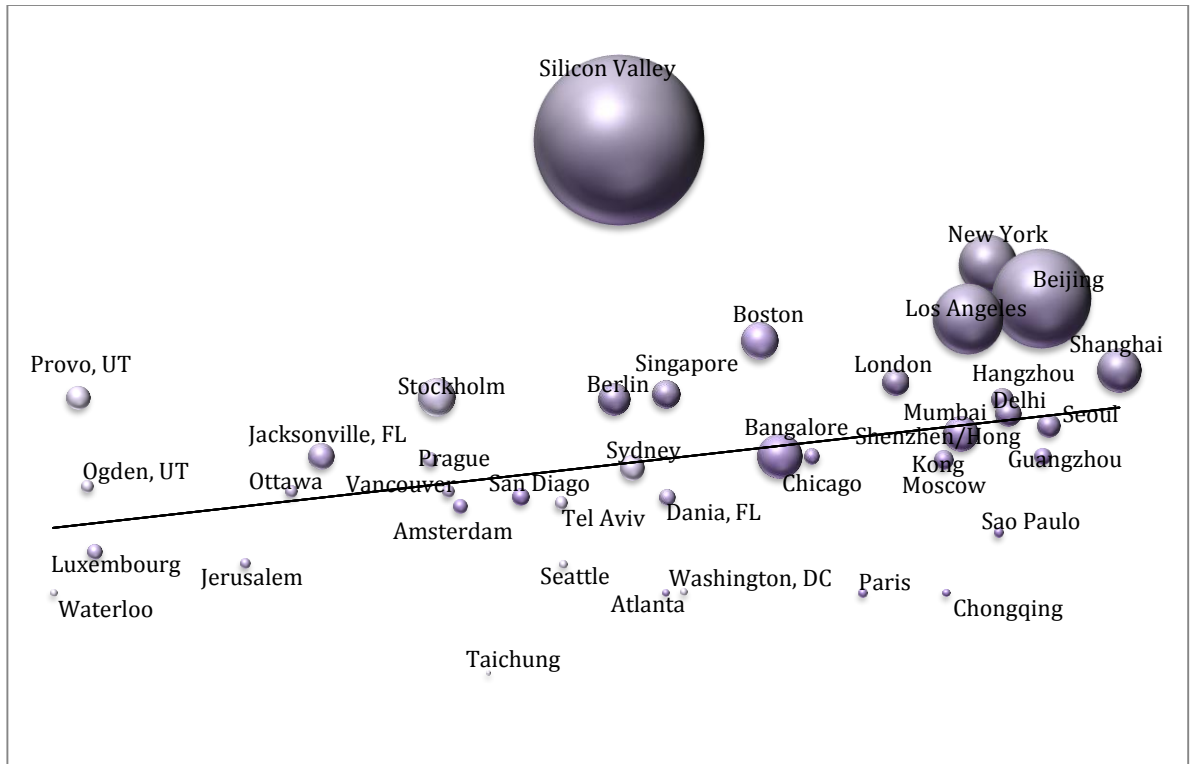 Silicon Valley
New York
Beijing
Los Angeles
Boston
Shanghai
Singapore
London
Provo, UT
Hangzhou
Stockholm
Berlin
Delhi
Mumbai
Seoul
Bangalore
Jacksonville, FL
Shenzhen/Hong
Kong
Sydney
Prague
Guangzhou
Ogden, UT
Ottawa
Vancouver
San Diago
Chicago
Moscow
Tel Aviv
Dania, FL
Sao Paulo
Amsterdam
Luxembourg
Jerusalem
Seattle
Washington, DC
Paris
Atlanta
Waterloo
Chongqing
Taichung